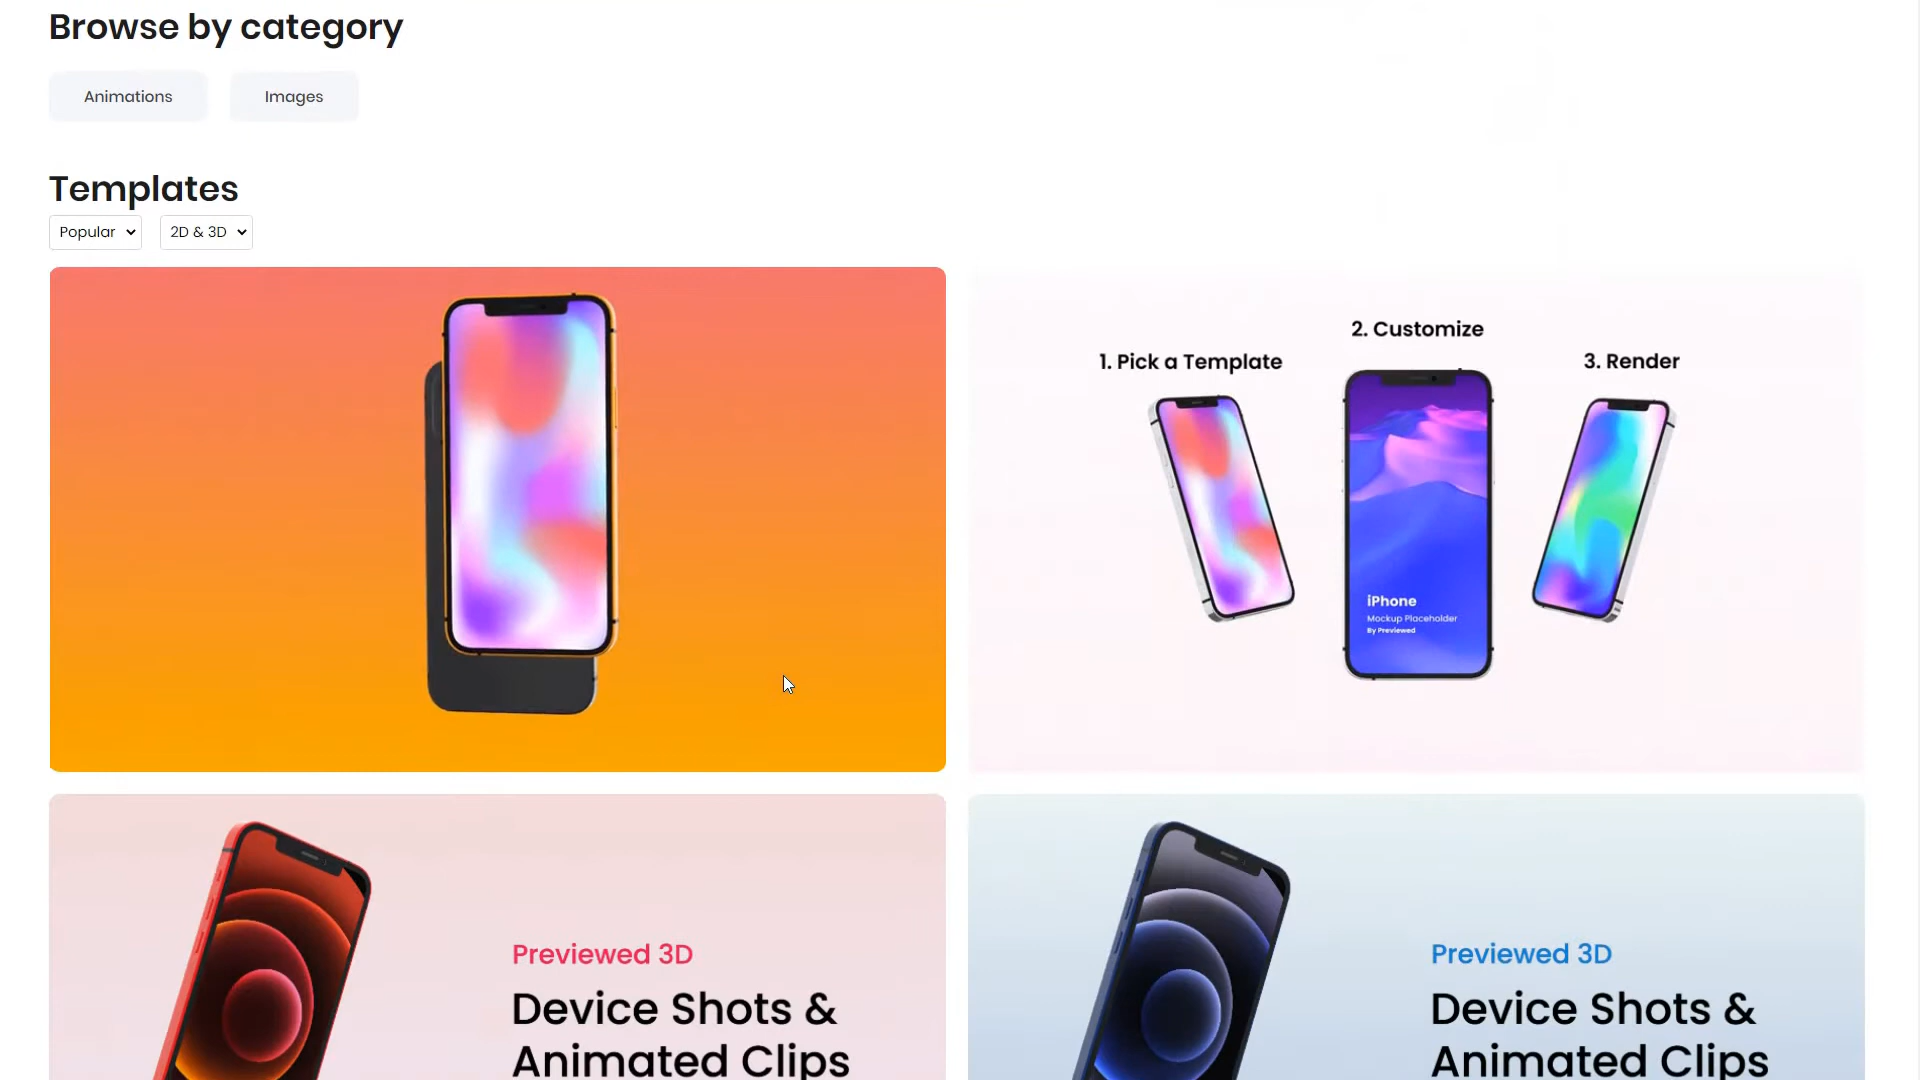 Browse by category
Animations
Images
Templates
Popular
2D & 3D
1. Pick a Template
2. Customize
3. Render
iPhone
Mockup Placeholder
By Previewed
Previewed 3D
Device Shots &
Animated Clips
Previewed 3D
Device Shots &
Animated Clips